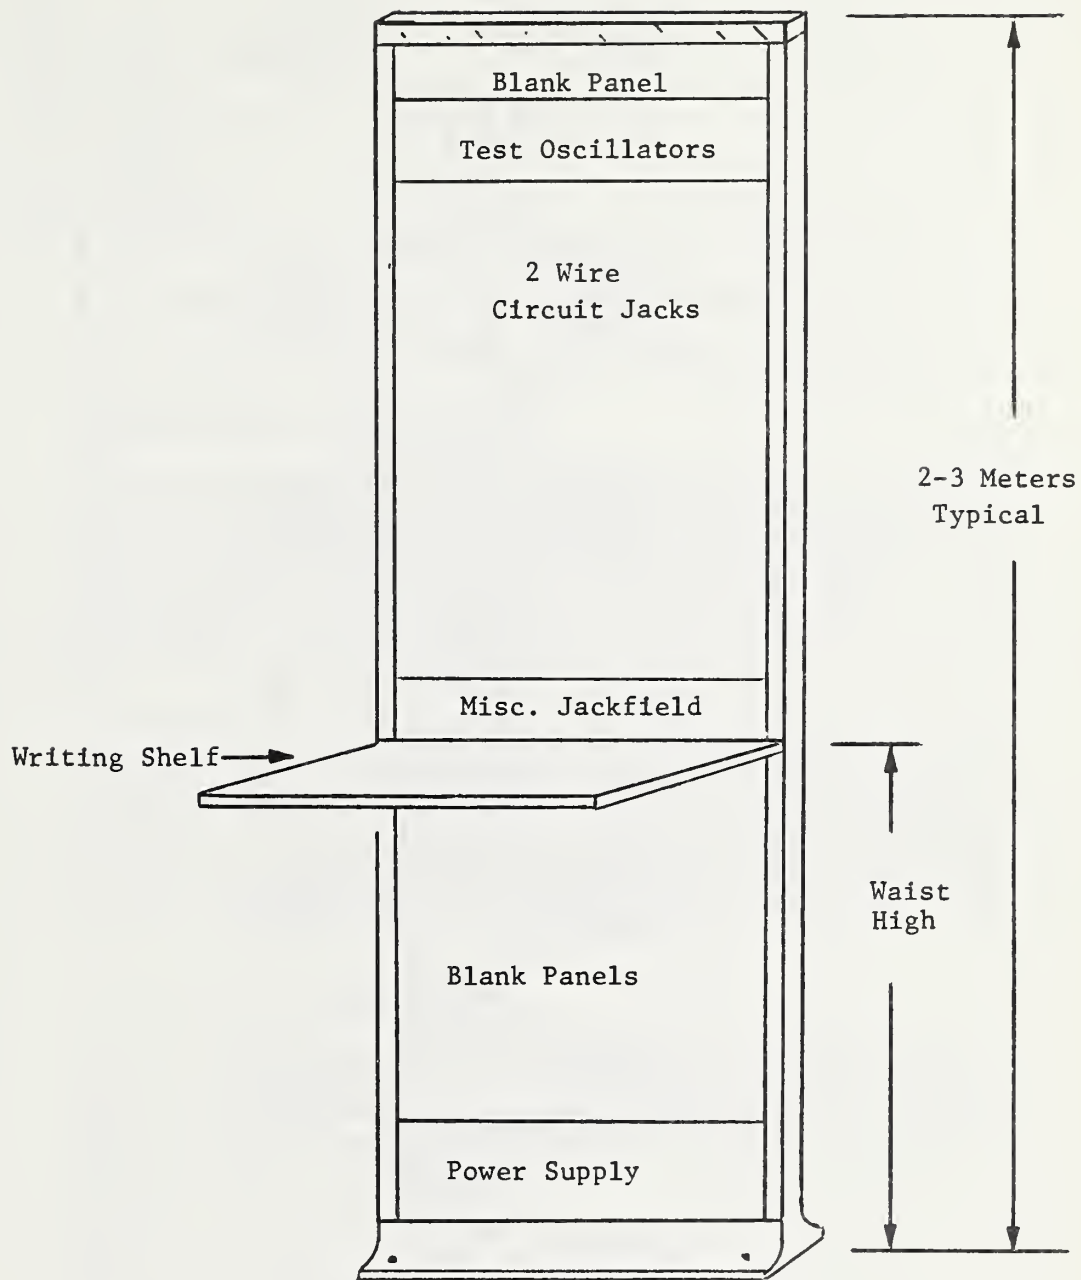 Blank Panel
Test Oscillators
2 Wire
Circuit Jacks
2-3 Meters
Typical
Misc. Jackfield
Writing Shelf
Waist
High
Blank Panels
Power Supply